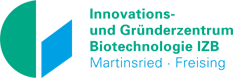 Innovations-
und Gründerzentrum
Biotechnologie IZB
Martinsried · Freising